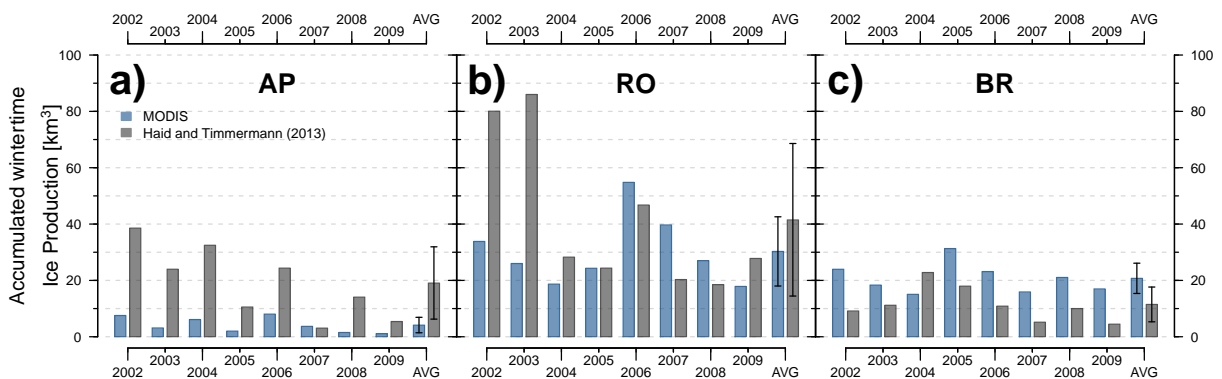 2002 2004 2006 2008 AVG 2002 2004 2006 2008 AVG 2002 2004 2006 2008 AVG
2003 2005 2007 2009 2003 2005 2007 2009 2003 2005 2007 2009
Accumulated wintertime
Ice Production [km³]
100
80
60
40
20
0
a) AP
MODIS
Haid and Timmermann (2013)
b) RO
c) BR
100
80
60
40
20
0
2003 2005 2007 2009 2003 2005 2007 2009 2003 2005 2007 2009
2002 2004 2006 2008 AVG 2002 2004 2006 2008 AVG 2002 2004 2006 2008 AVG